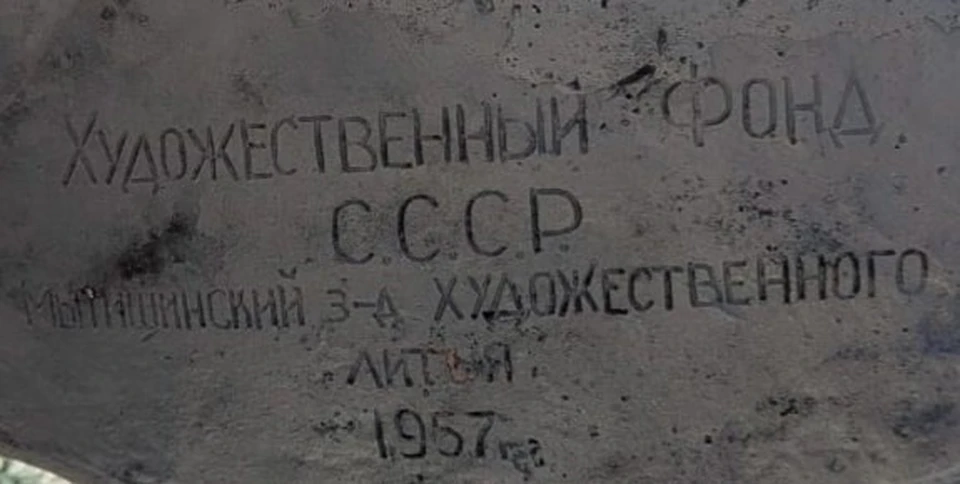 Художественный Фонд.
С.С.С.Р.
Мытищинский з-д художественного
литья.
1957